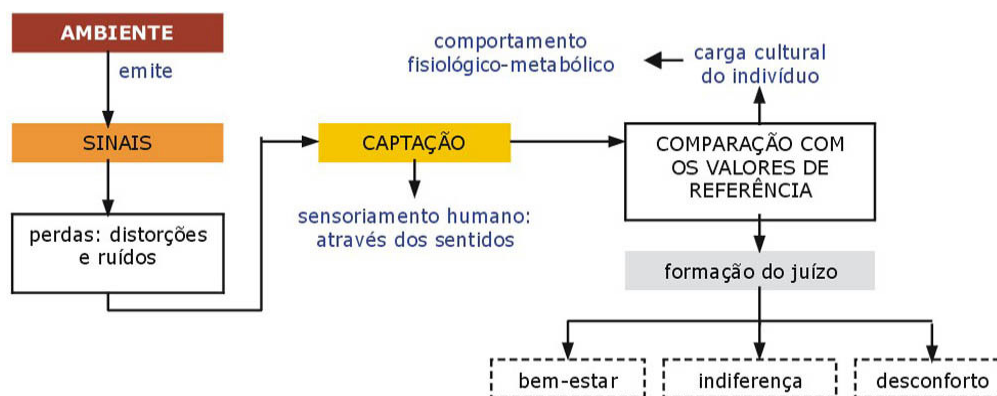 AMBIENTE
emite
SINAIS
perdas: distorções
e ruídos
CAPTAÇÃO
sensoriamento humano:
através dos sentidos
comportamento
fisiológico-metabólico
carga cultural
do indivíduo
COMPARAÇÃO COM
OS VALORES DE
REFERÊNCIA
formação do juízo
bem-estar
indiferença
desconforto